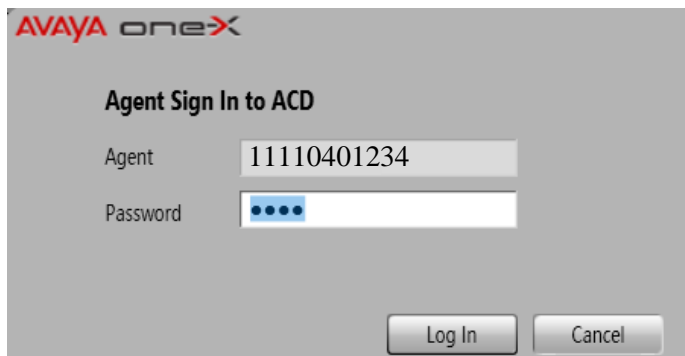 AVAYA one-X
Agent Sign In to ACD
Agent 11110401234
Password ••••
Log In Cancel